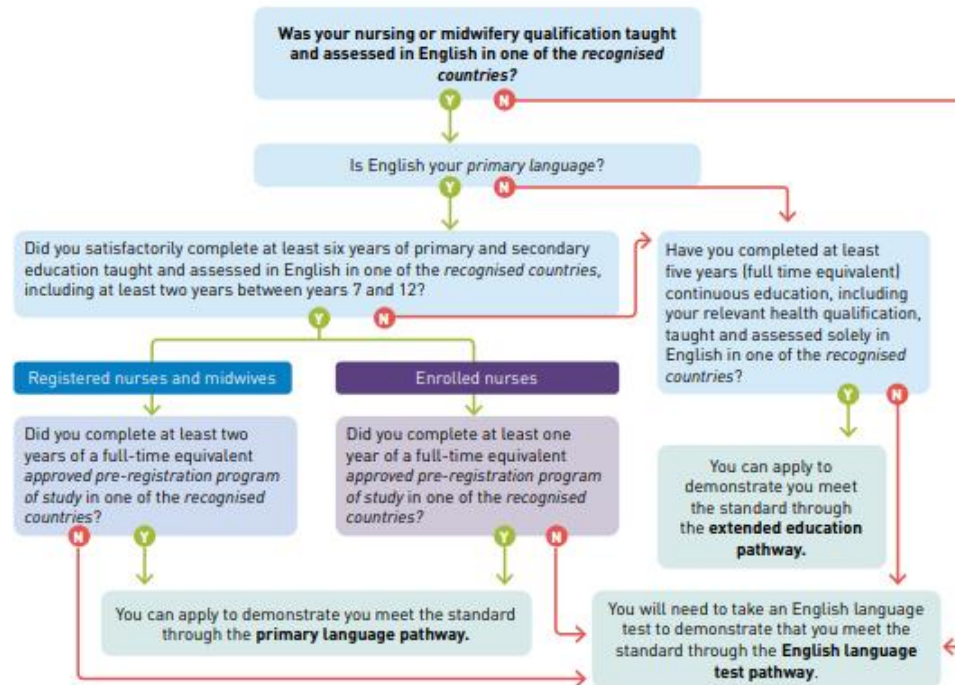 Was your nursing or midwifery qualification taught
and assessed in English in one of the recognised
countries?
Y
N
Is English your primary language?
Y
N
Did you satisfactorily complete at least six years of primary and secondary
education taught and assessed in English in one of the recognised countries,
including at least two years between years 7 and 12?
Y
N
Have you completed at least
five years (full time equivalent)
continuous education, including
your relevant health qualification,
taught and assessed solely in
English in one of the recognised
countries?
Y
N
Registered nurses and midwives
Enrolled nurses
Did you complete at least two
years of a full-time equivalent
approved pre-registration program
of study in one of the recognised
countries?
N
Y
Did you complete at least one
year of a full-time equivalent
approved pre-registration program
of study in one of the recognised
countries?
Y
N
You can apply to
demonstrate you meet
the standard through
the extended education
pathway.
You can apply to demonstrate you meet the standard
through the primary language pathway.
You will need to take an English language
test to demonstrate that you meet the
standard through the English language
test pathway.